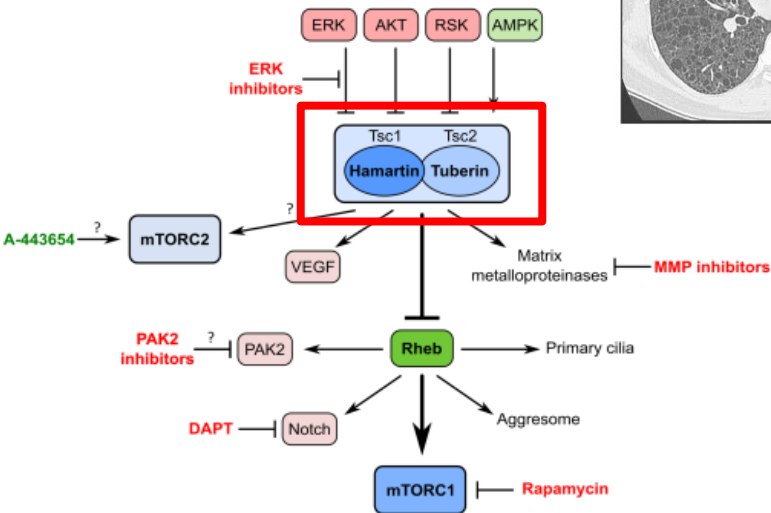 ERK AKT RSK AMPK
ERK
inhibitors
Tsc1 Tsc2
Hamartin Tuberin
?
A-443654
?
mTORC2
VEGF
Matrix
metalloproteinases
MMP inhibitors
PAK2
inhibitors
?
PAK2
Rheb
Primary cilia
DAPT
Notch
Aggresome
mTORC1
Rapamycin